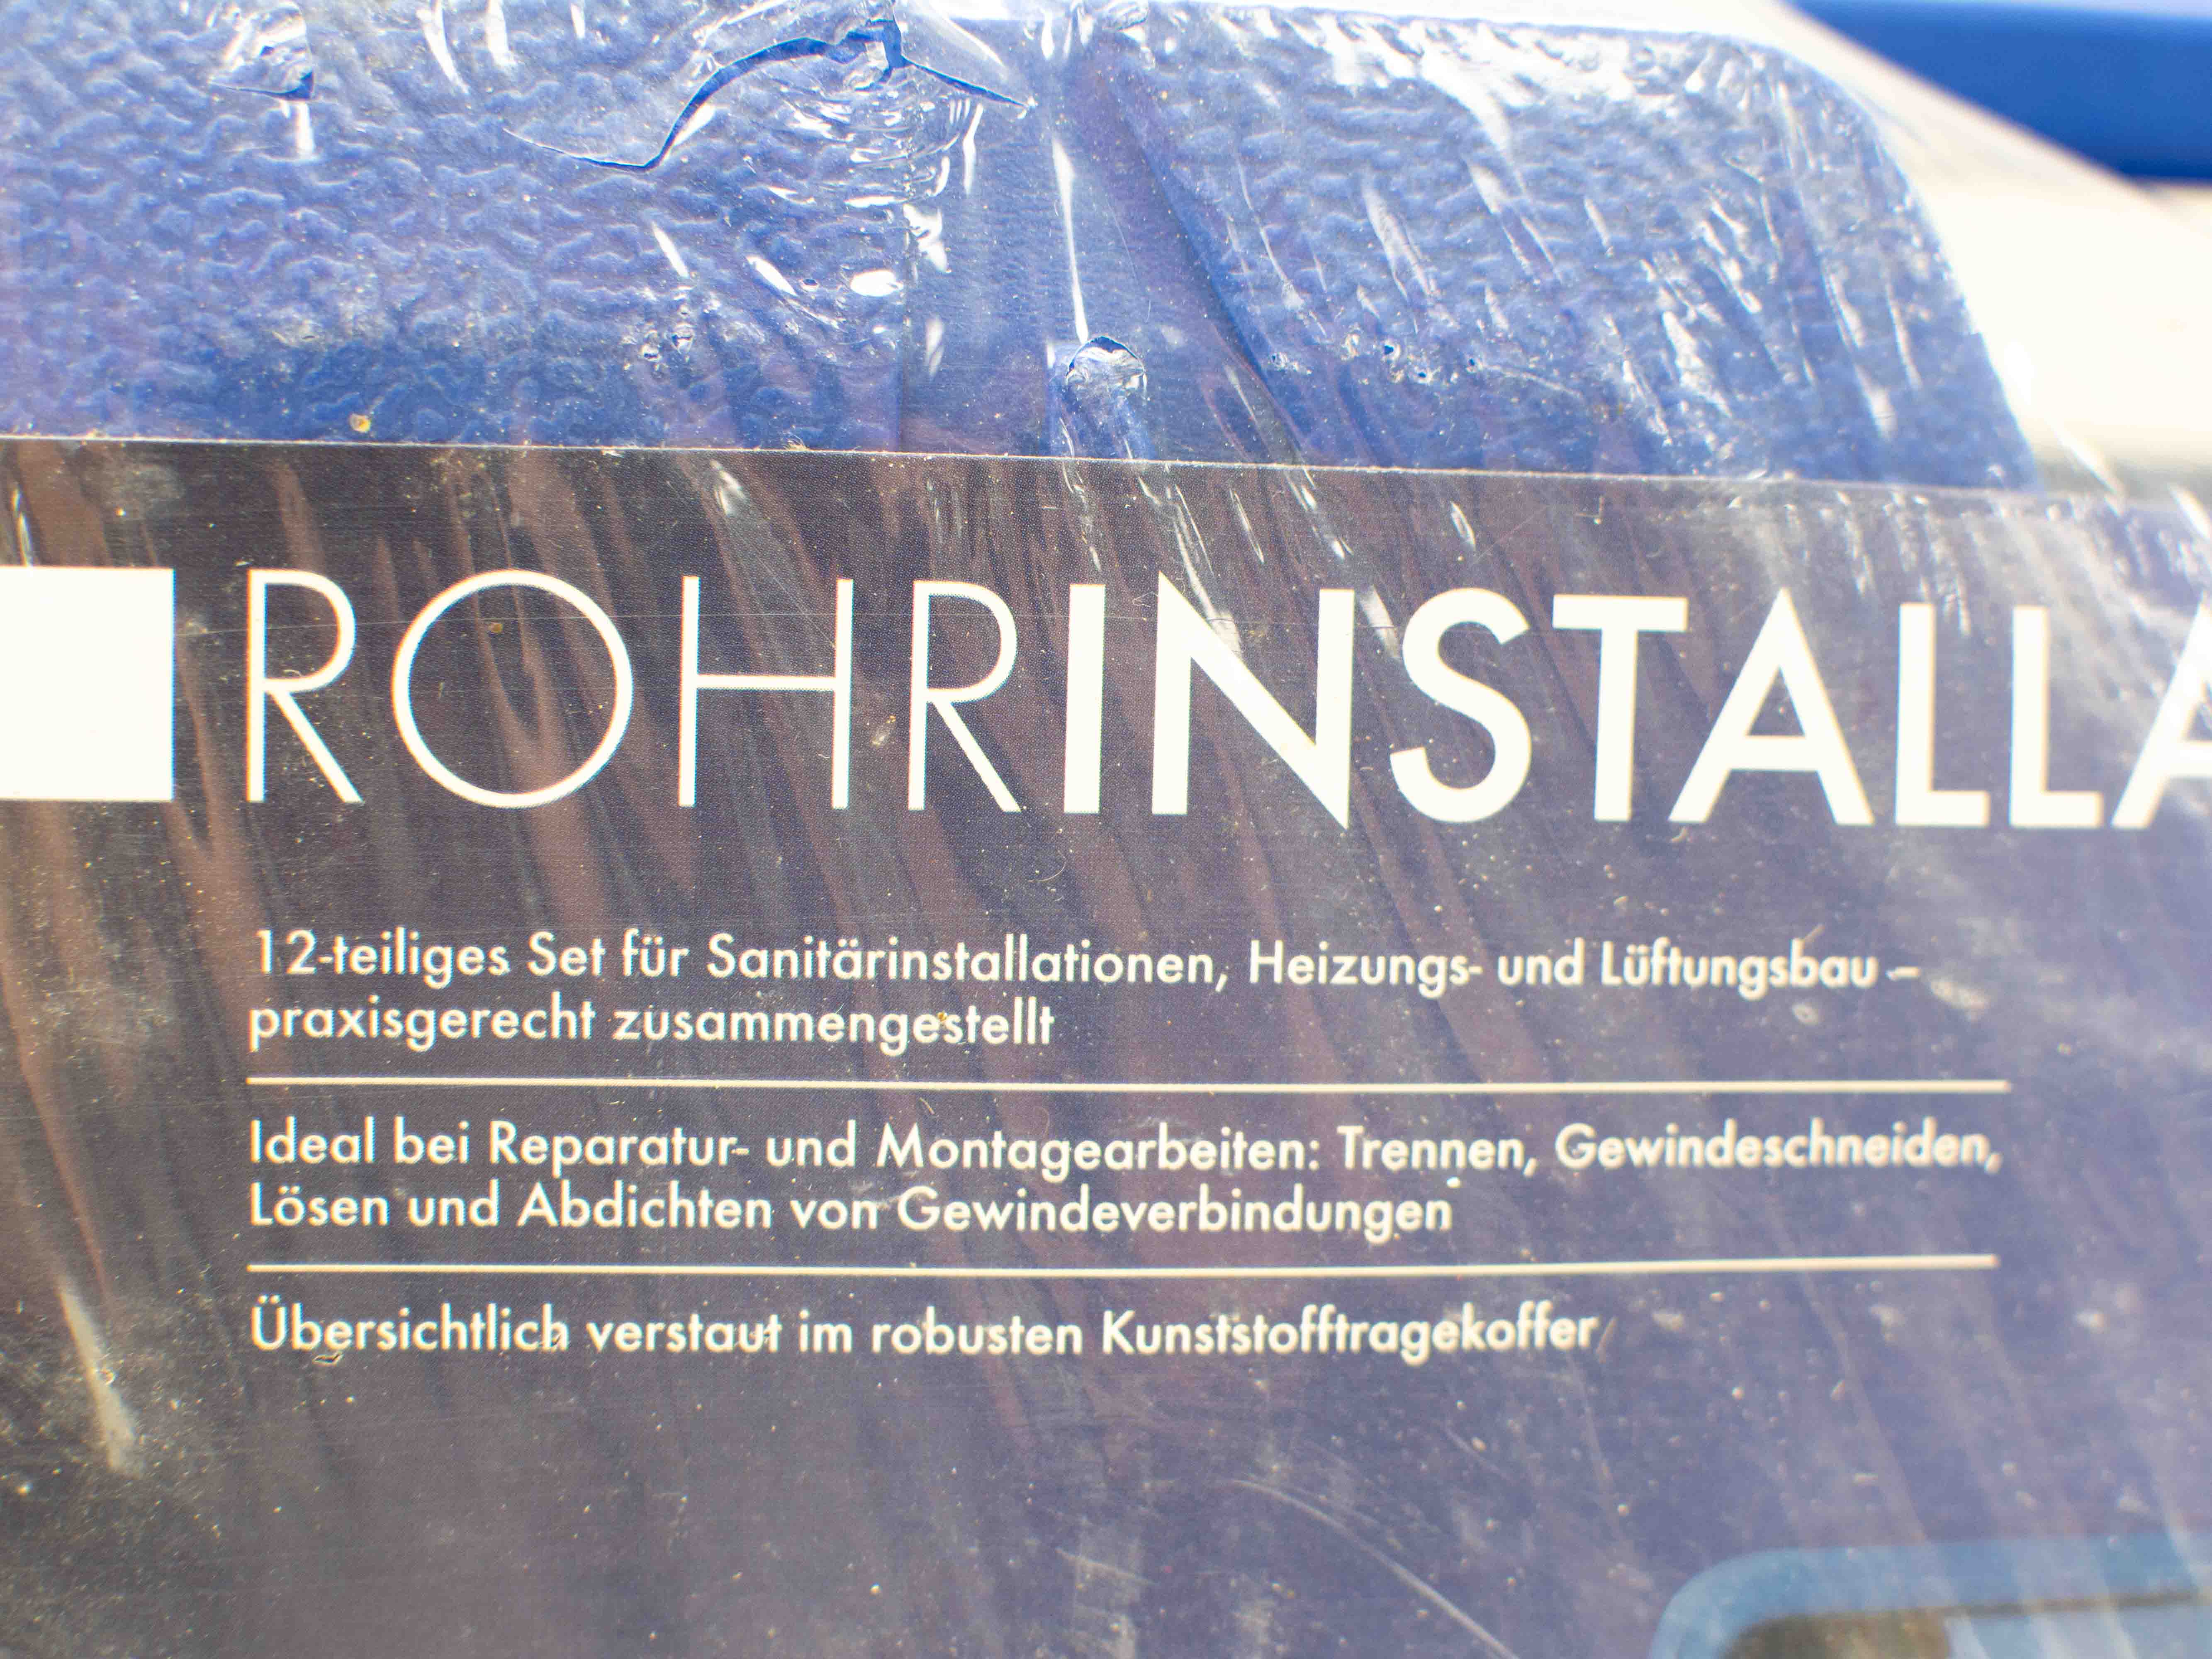 ROHRINSTALLA
12-teiliges Set für Sanitärinstallationen, Heizungs- und Lüftungsbau –
praxisgerecht zusammengestellt
Ideal bei Reparatur- und Montagearbeiten: Trennen, Gewindeschneiden,
Lösen und Abdichten von Gewindeverbindungen
Übersichtlich verstaut im robusten Kunststofftragekoffer